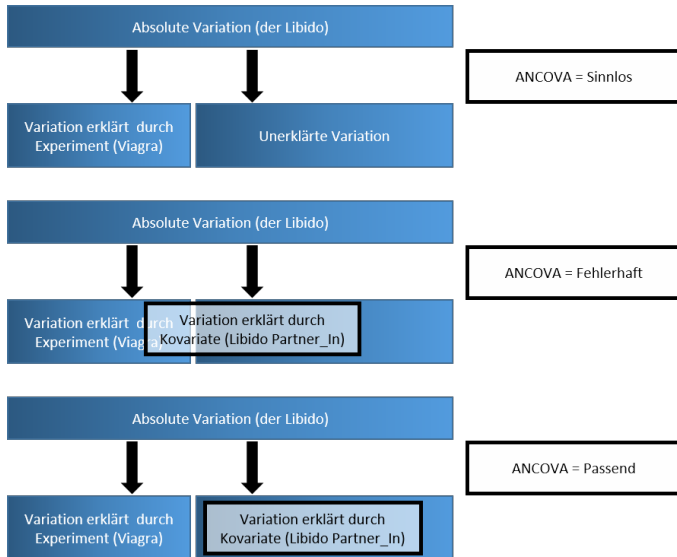 Absolute Variation (der Libido)
ANCOVA = Sinnlos
Variation erklärt durch
Experiment (Viagra)
Unerklärte Variation
Absolute Variation (der Libido)
ANCOVA = Fehlerhaft
Variation erklärt durch
Experiment (Viagra)
Variation erklärt durch
Kovariate (Libido Partner_In)
Absolute Variation (der Libido)
ANCOVA = Passend
Variation erklärt durch
Experiment (Viagra)
Variation erklärt durch
Kovariate (Libido Partner_In)